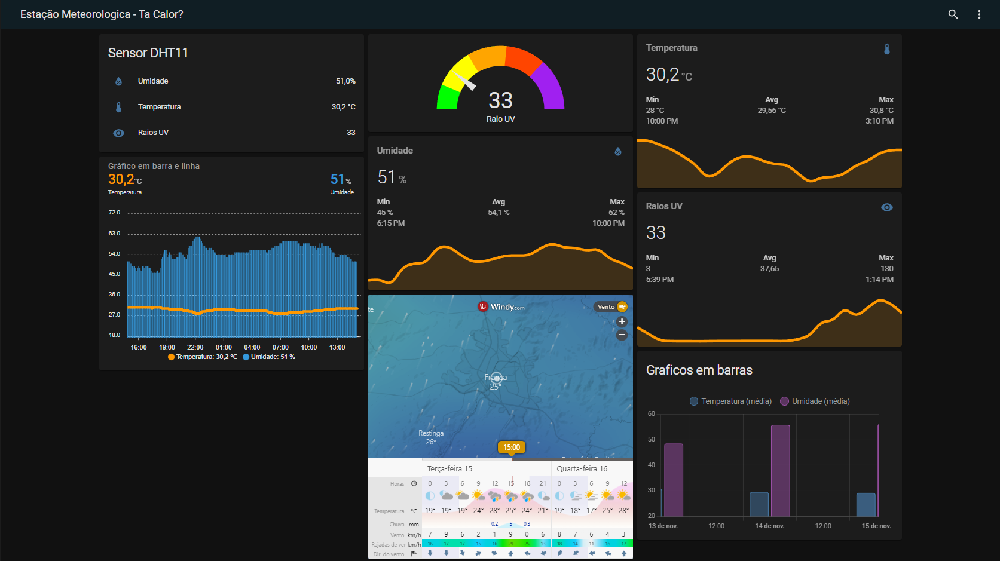 Estação Meteorologica - Ta Calor?
Sensor DHT11
Umidade 51,0%
Temperatura 30,2 °C
Raios UV 33
Gráfico em barra e linha
30,2 °C 51 %
Temperatura Umidade
72.0
63.0
54.0
45.0
36.0
27.0
18.0
16:00 19:00 22:00 01:00 04:00 07:00 10:00 13:00
Temperatura: 30,2 °C Umidade: 51 %
33
Raio UV
Umidade
51 %
Min Avg Max
45 % 54,1 % 62 %
6:15 PM 10:00 PM
te
Windy.com
Vento
+
−
Franca
25°
Restinga
26°
15:00
Terça-feira 15 Quarta-feira 16
Horas 0 3 6 9 12 15 18 21 0 3 6 9 12
Temperatura °C 19° 19° 19° 24° 28° 25° 24° 21° 19° 18° 17° 25° 28°
Chuva mm 0.2 5 0.3
Vento km/h 7 9 6 2 1 9 0 6 8 7 6 4 3
Rajadas de ver km/h 16 17 17 15 16 29 25 13 18 14 11 16 17
Dir. do vento
Temperatura
30,2 °C
Min Avg Max
28 °C 29,56 °C 30,8 °C
10:00 PM 3:10 PM
Raios UV
33
Min Avg Max
3 37,65 130
5:39 PM 1:14 PM
Graficos em barras
Temperatura (média) Umidade (média)
60
50
40
30
20
13 de nov. 12:00 14 de nov. 12:00 15 de nov.